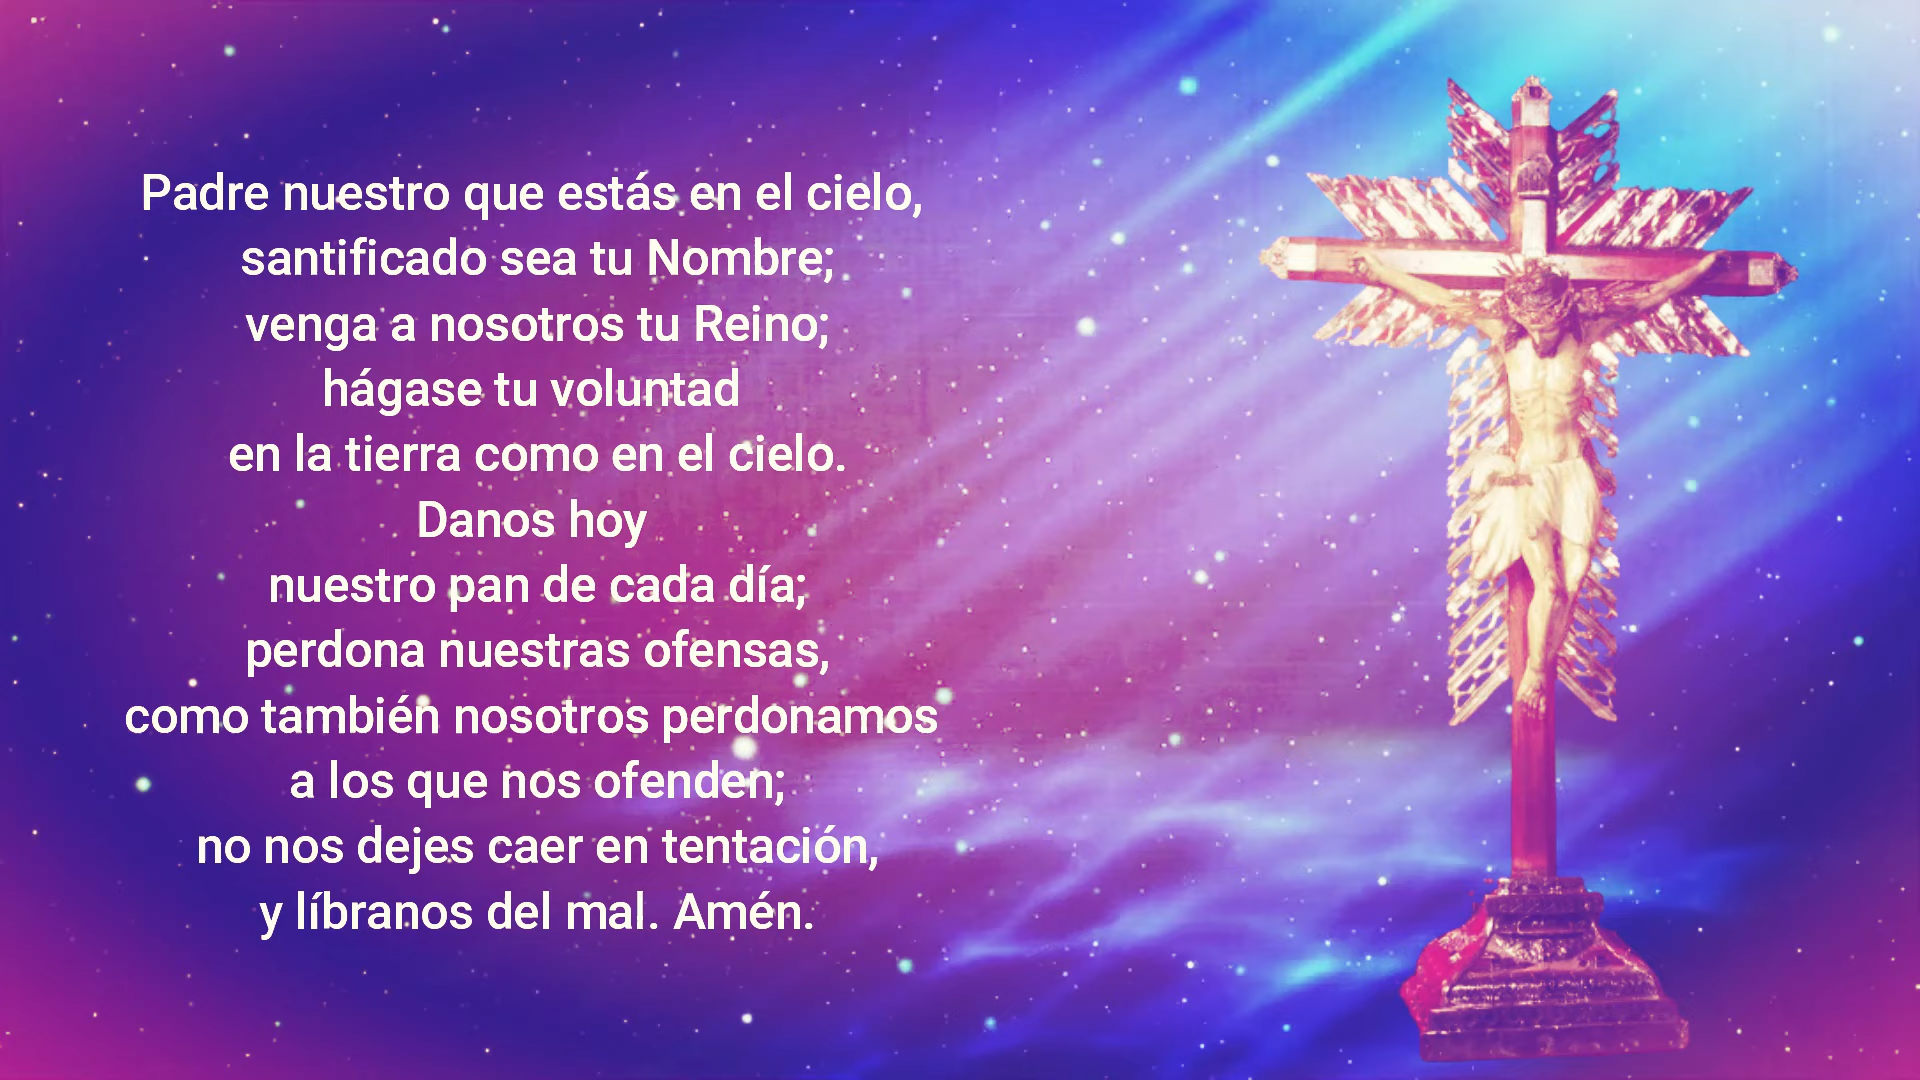 Padre nuestro que estás en el cielo,
santificado sea tu Nombre;
venga a nosotros tu Reino;
hágase tu voluntad
en la tierra como en el cielo.
Danos hoy
nuestro pan de cada día;
perdona nuestras ofensas,
como también nosotros perdonamos
a los que nos ofenden;
no nos dejes caer en tentación,
y líbranos del mal. Amén.